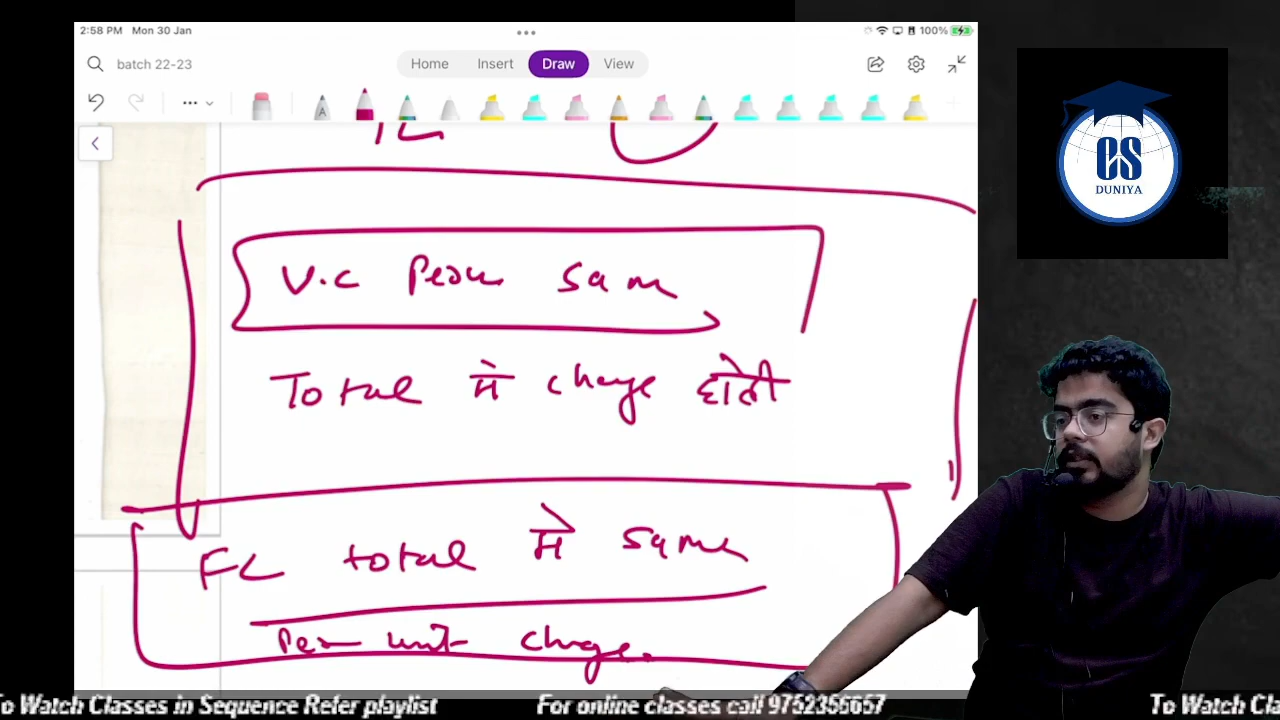 2:58 PM Mon 30 Jan
100%
batch 22-23
Home Insert Draw View
V.C Per sam
Total में change होती
FC total में same
Per unit change.
CS
DUNIYA
To Watch Classes in Sequence Refer playlist For online classes call 9752355657 To Watch Cla